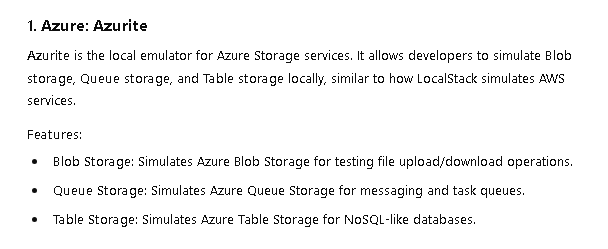 1. Azure: Azurite
Azurite is the local emulator for Azure Storage services. It allows developers to simulate Blob
storage, Queue storage, and Table storage locally, similar to how LocalStack simulates AWS
services.
Features:
• Blob Storage: Simulates Azure Blob Storage for testing file upload/download operations.
• Queue Storage: Simulates Azure Queue Storage for messaging and task queues.
• Table Storage: Simulates Azure Table Storage for NoSQL-like databases.